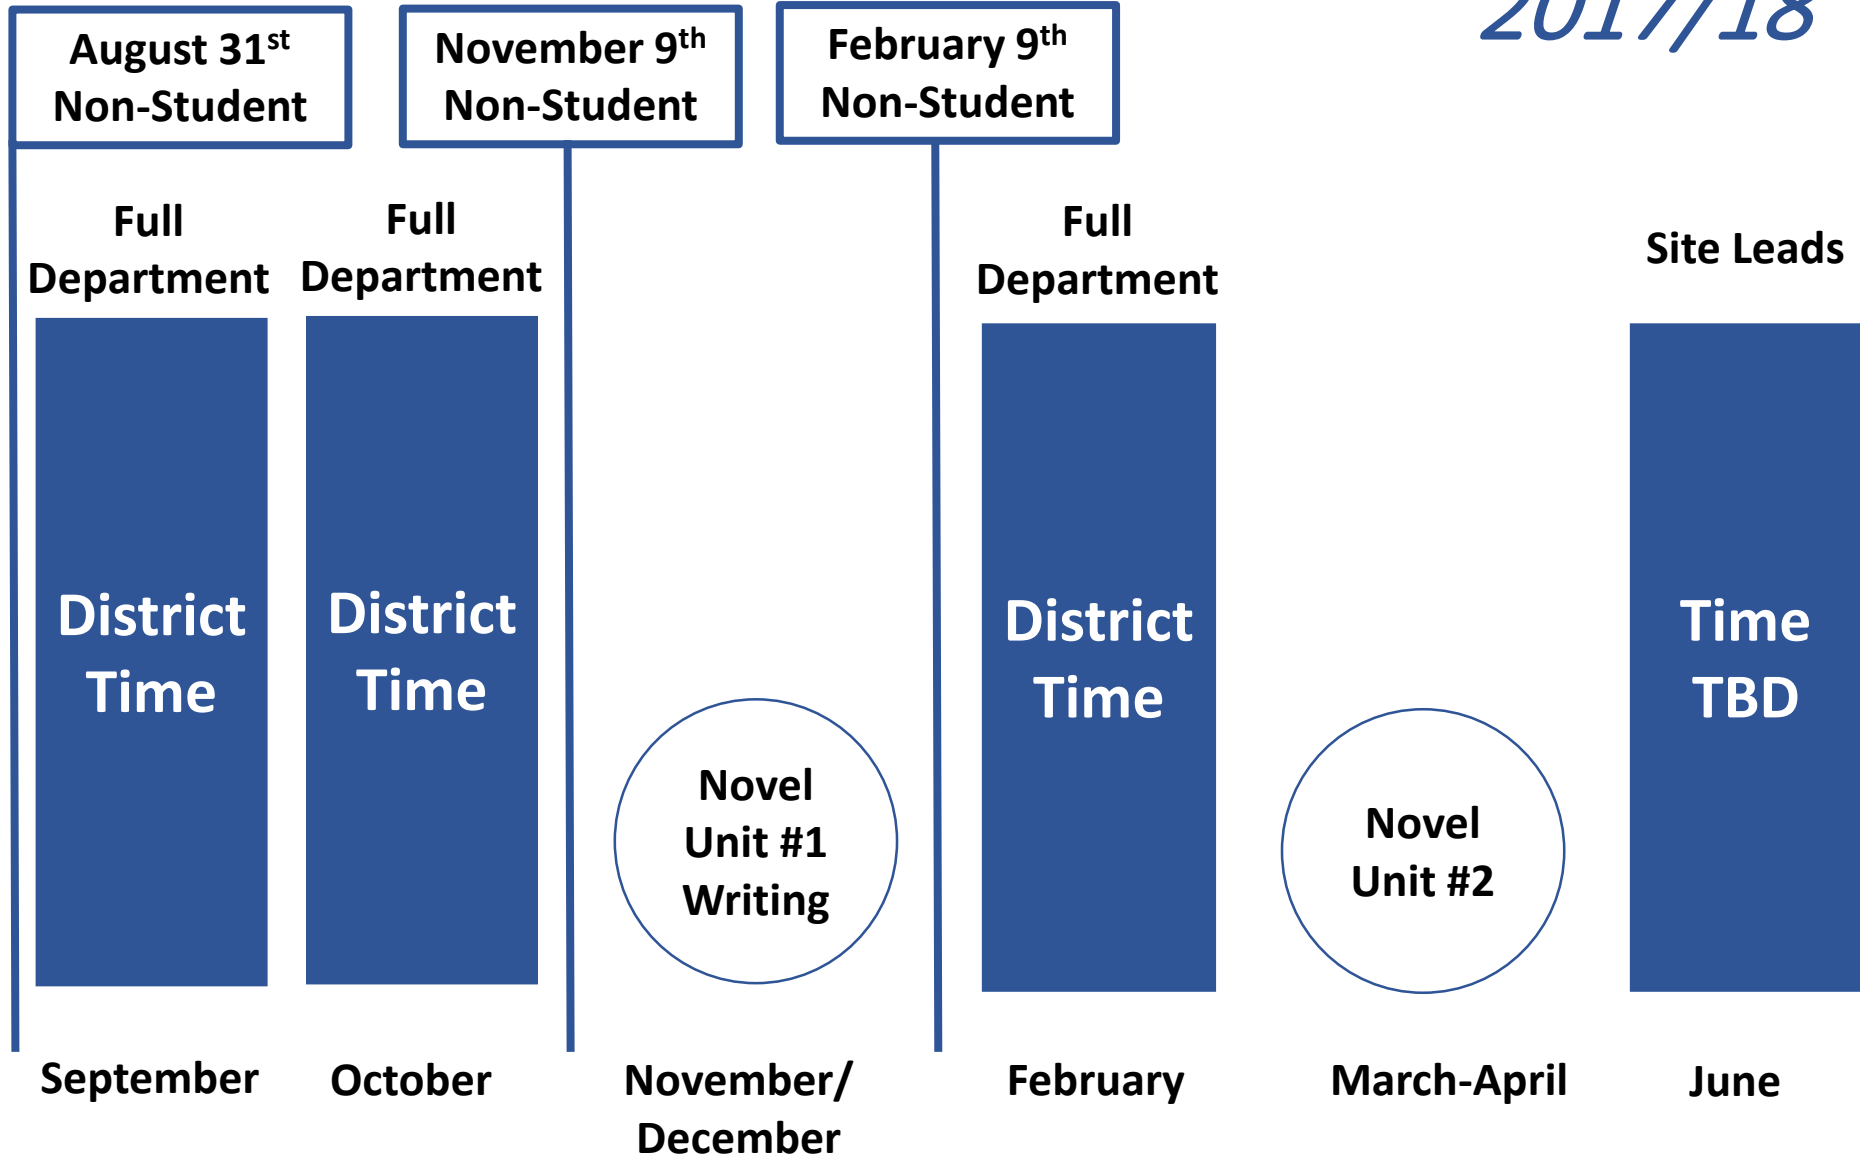 2017/18
August 31st
Non-Student
November 9th
Non-Student
February 9th
Non-Student
Full
Department
Full
Department
Full
Department
Site Leads
District
Time
District
Time
District
Time
Time
TBD
Novel
Unit #1
Writing
Novel
Unit #2
September
October
November/
December
February
March-April
June